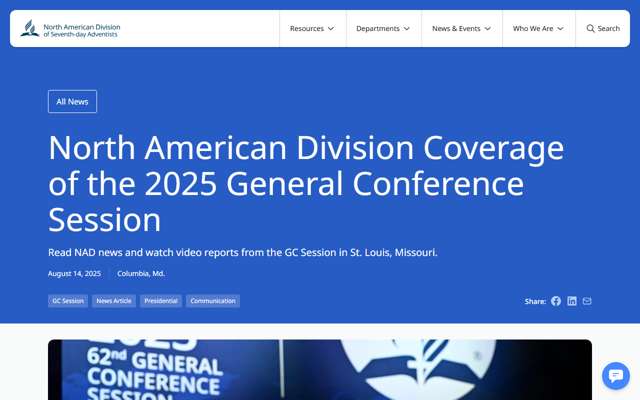 North American Division
of Seventh-day Adventists
Resources
Departments
News & Events
Who We Are
Search
All News
North American Division Coverage
of the 2025 General Conference
Session
Read NAD news and watch video reports from the GC Session in St. Louis, Missouri.
August 14, 2025
Columbia, Md.
GC Session
News Article
Presidential
Communication
Share:
2025
62nd GENERAL
CONFERENCE
SESSION